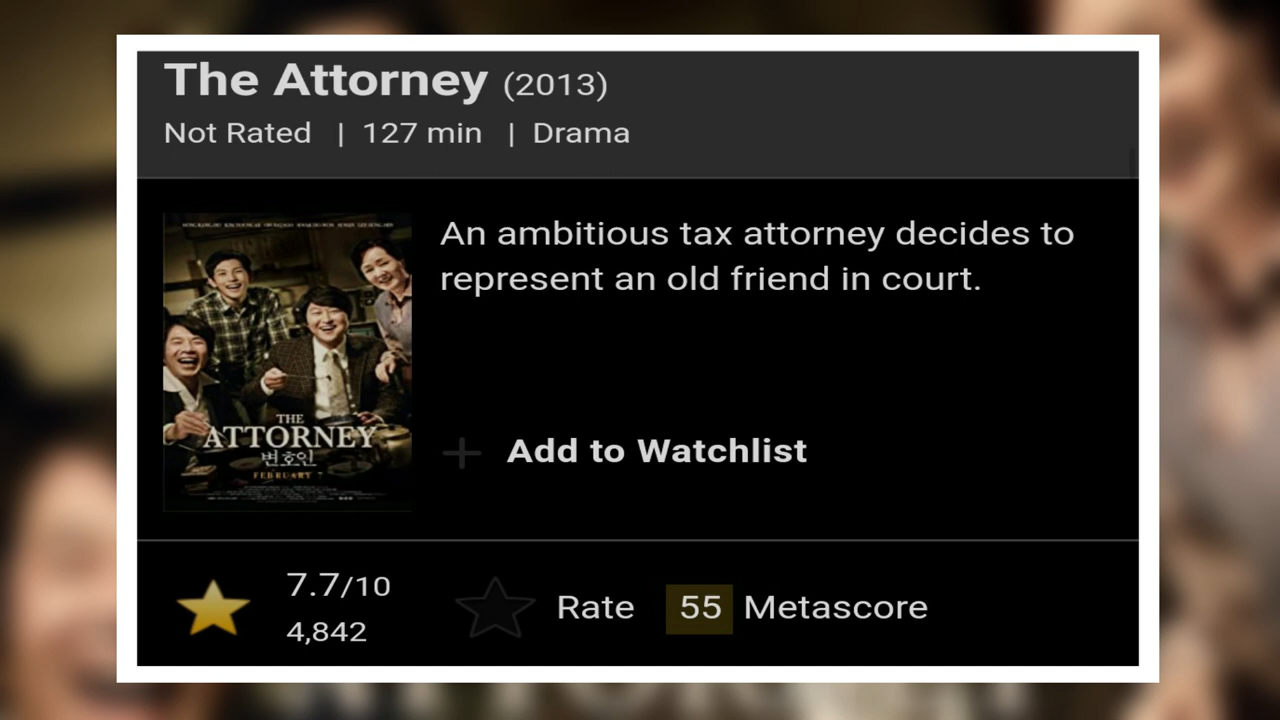 The Attorney (2013)
Not Rated | 127 min | Drama
An ambitious tax attorney decides to
represent an old friend in court.
THE
ATTORNEY
변호인
FEBRUARY 7
Add to Watchlist
7.7/10
4,842
Rate
55 Metascore